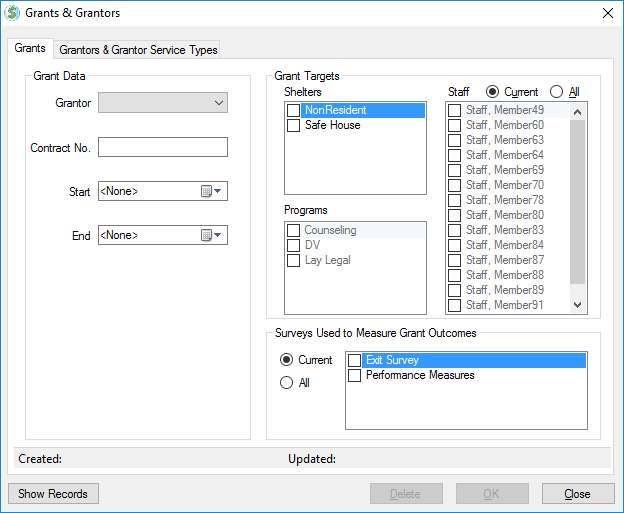 Grants & Grantors
Grants
Grantors & Grantor Service Types
Grant Data
Grantor
Contract No.
Start <None>
End <None>
Grant Targets
Shelters
NonResident
Safe House
Programs
Counseling
DV
Lay Legal
Staff Current All
Staff, Member49
Staff, Member60
Staff, Member63
Staff, Member64
Staff, Member69
Staff, Member70
Staff, Member78
Staff, Member80
Staff, Member83
Staff, Member84
Staff, Member87
Staff, Member88
Staff, Member89
Staff, Member91
Surveys Used to Measure Grant Outcomes
Current
All
Exit Survey
Performance Measures
Created: Updated:
Show Records Delete OK Close